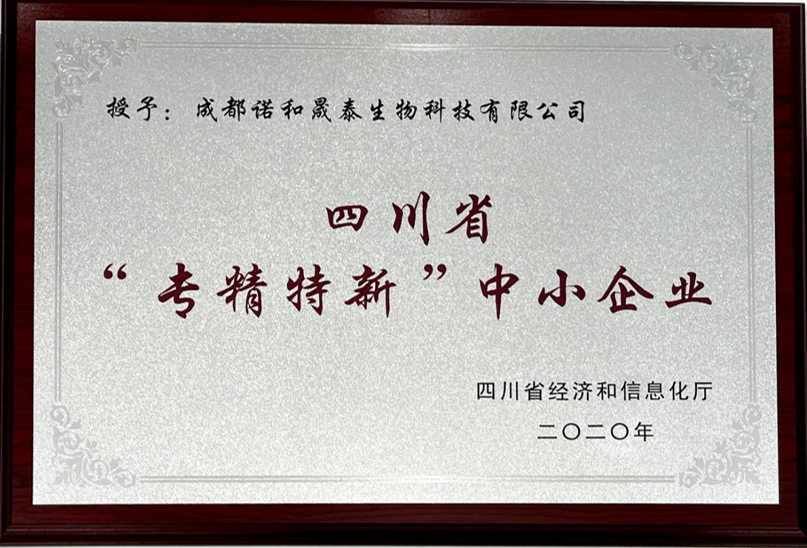 授予：成都诺和晟泰生物科技有限公司
四川省
“专精特新”中小企业
四川省经济和信息化厅
二〇二〇年